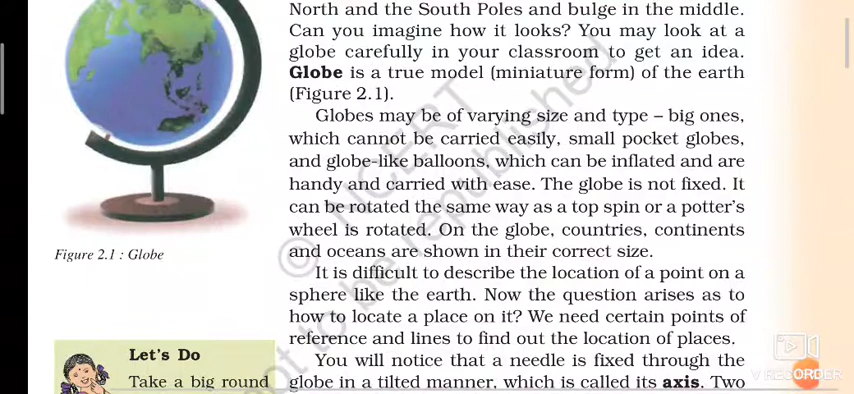 North and the South Poles and bulge in the middle.
Can you imagine how it looks? You may look at a
globe carefully in your classroom to get an idea.
Globe is a true model (miniature form) of the earth
(Figure 2.1).
Globes may be of varying size and type – big ones,
which cannot be carried easily, small pocket globes,
and globe-like balloons, which can be inflated and are
handy and carried with ease. The globe is not fixed. It
can be rotated the same way as a top spin or a potter's
wheel is rotated. On the globe, countries, continents
and oceans are shown in their correct size.
It is difficult to describe the location of a point on a
sphere like the earth. Now the question arises as to
how to locate a place on it? We need certain points of
reference and lines to find out the location of places.
You will notice that a needle is fixed through the
globe in a tilted manner, which is called its axis. Two
Figure 2.1 : Globe
Let's Do
Take a big round
© NCERT
not to be republished
V RECORDER